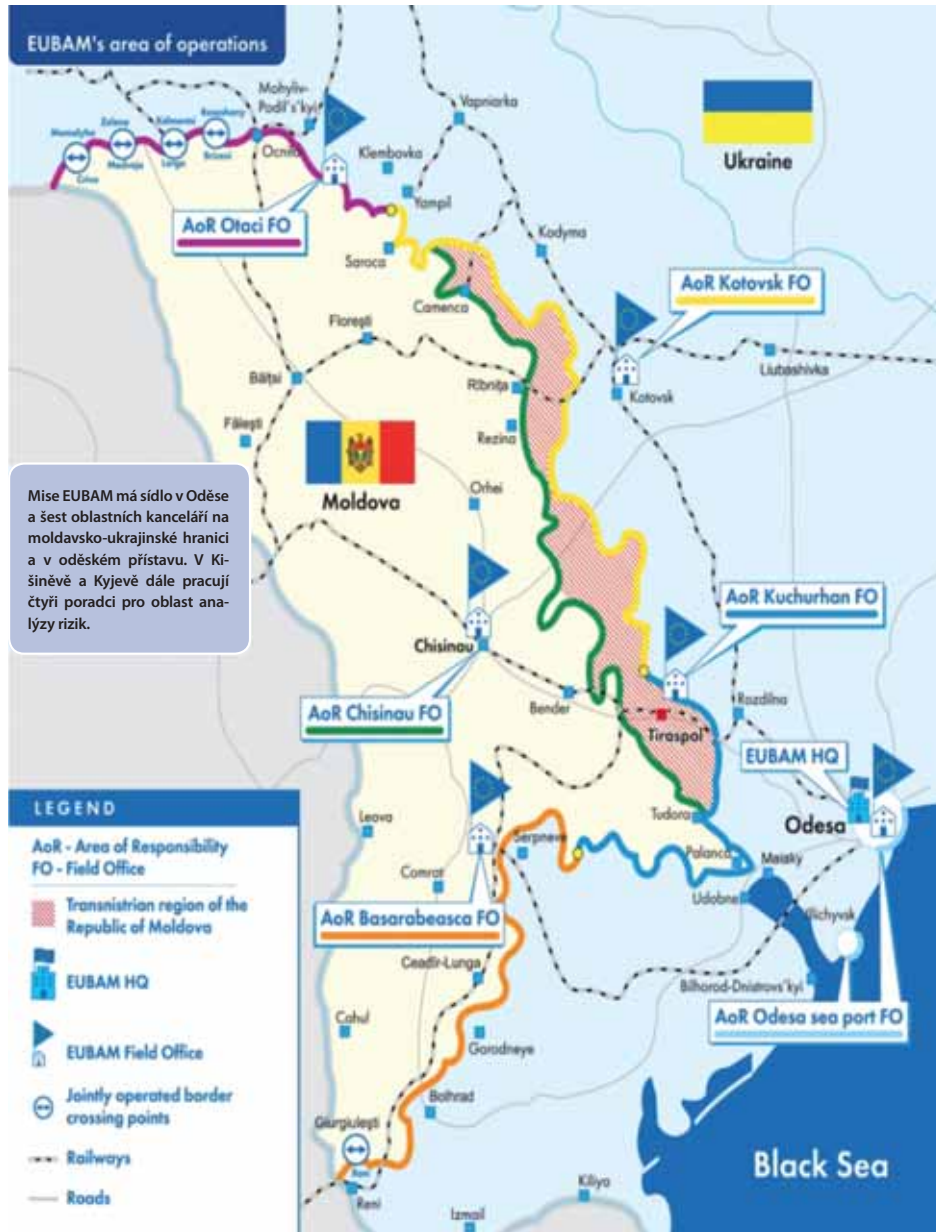 EUBAM's area of operations
Mohyliv-
Podil's'kyi
Vapniarka
Ukraine
Ocnita
Klembovka
Yampil
AoR Otaci FO
Kodyma
Saroca
AoR Kotovsk FO
Camenca
Floreşti
Liubashivka
Bălţsi
Rîbniţa
Kotovsk
Făleşti
Rezina
Moldova
Orhei
Mise EUBAM má sídlo v Oděse
a šest oblastních kanceláří na
moldavsko-ukrajinské hranici
a v oděském přístavu. V Ki-
šiněvě a Kyjevě dále pracují
čtyři poradci pro oblast ana-
lýzy rizik.
AoR Kuchurhan FO
Chisinau
AoR Chisinau FO
Bender
Tiraspol
Rozdilna
EUBAM HQ
Odesa
Leova
Tudora
Serpneve
Palanca
Maiaky
Comrat
Udobne
Illichyvsk
AoR Basarabeasca FO
Ceadîr-Lunga
Bilhorod-Dnistrovs'kyi
AoR Odesa sea port FO
Cahul
Gorodneye
Bolhrad
Giurgiuleşti
Reni
Kiliya
Izmail
Black Sea
LEGEND
AoR - Area of Responsibility
FO - Field Office
Transnistrian region of the
Republic of Moldova
EUBAM HQ
EUBAM Field Office
Jointly operated border
crossing points
Railways
Roads